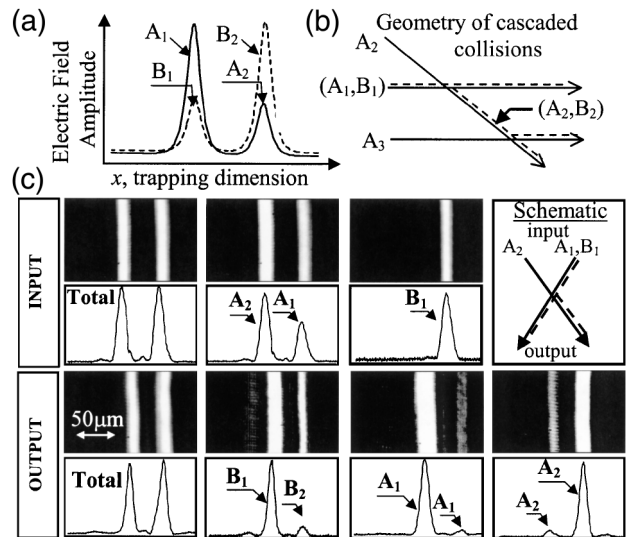 (a)
Electric Field
Amplitude
A1
B1
B2
A2
x, trapping dimension
(b)
Geometry of cascaded
collisions
A2
(A1,B1)
(A2,B2)
A3
(c)
INPUT
Total
A2 A1
B1
Schematic
input
A2 A1,B1
output
OUTPUT
50μm
Total
B1 B2
A1 A1
A2 A2